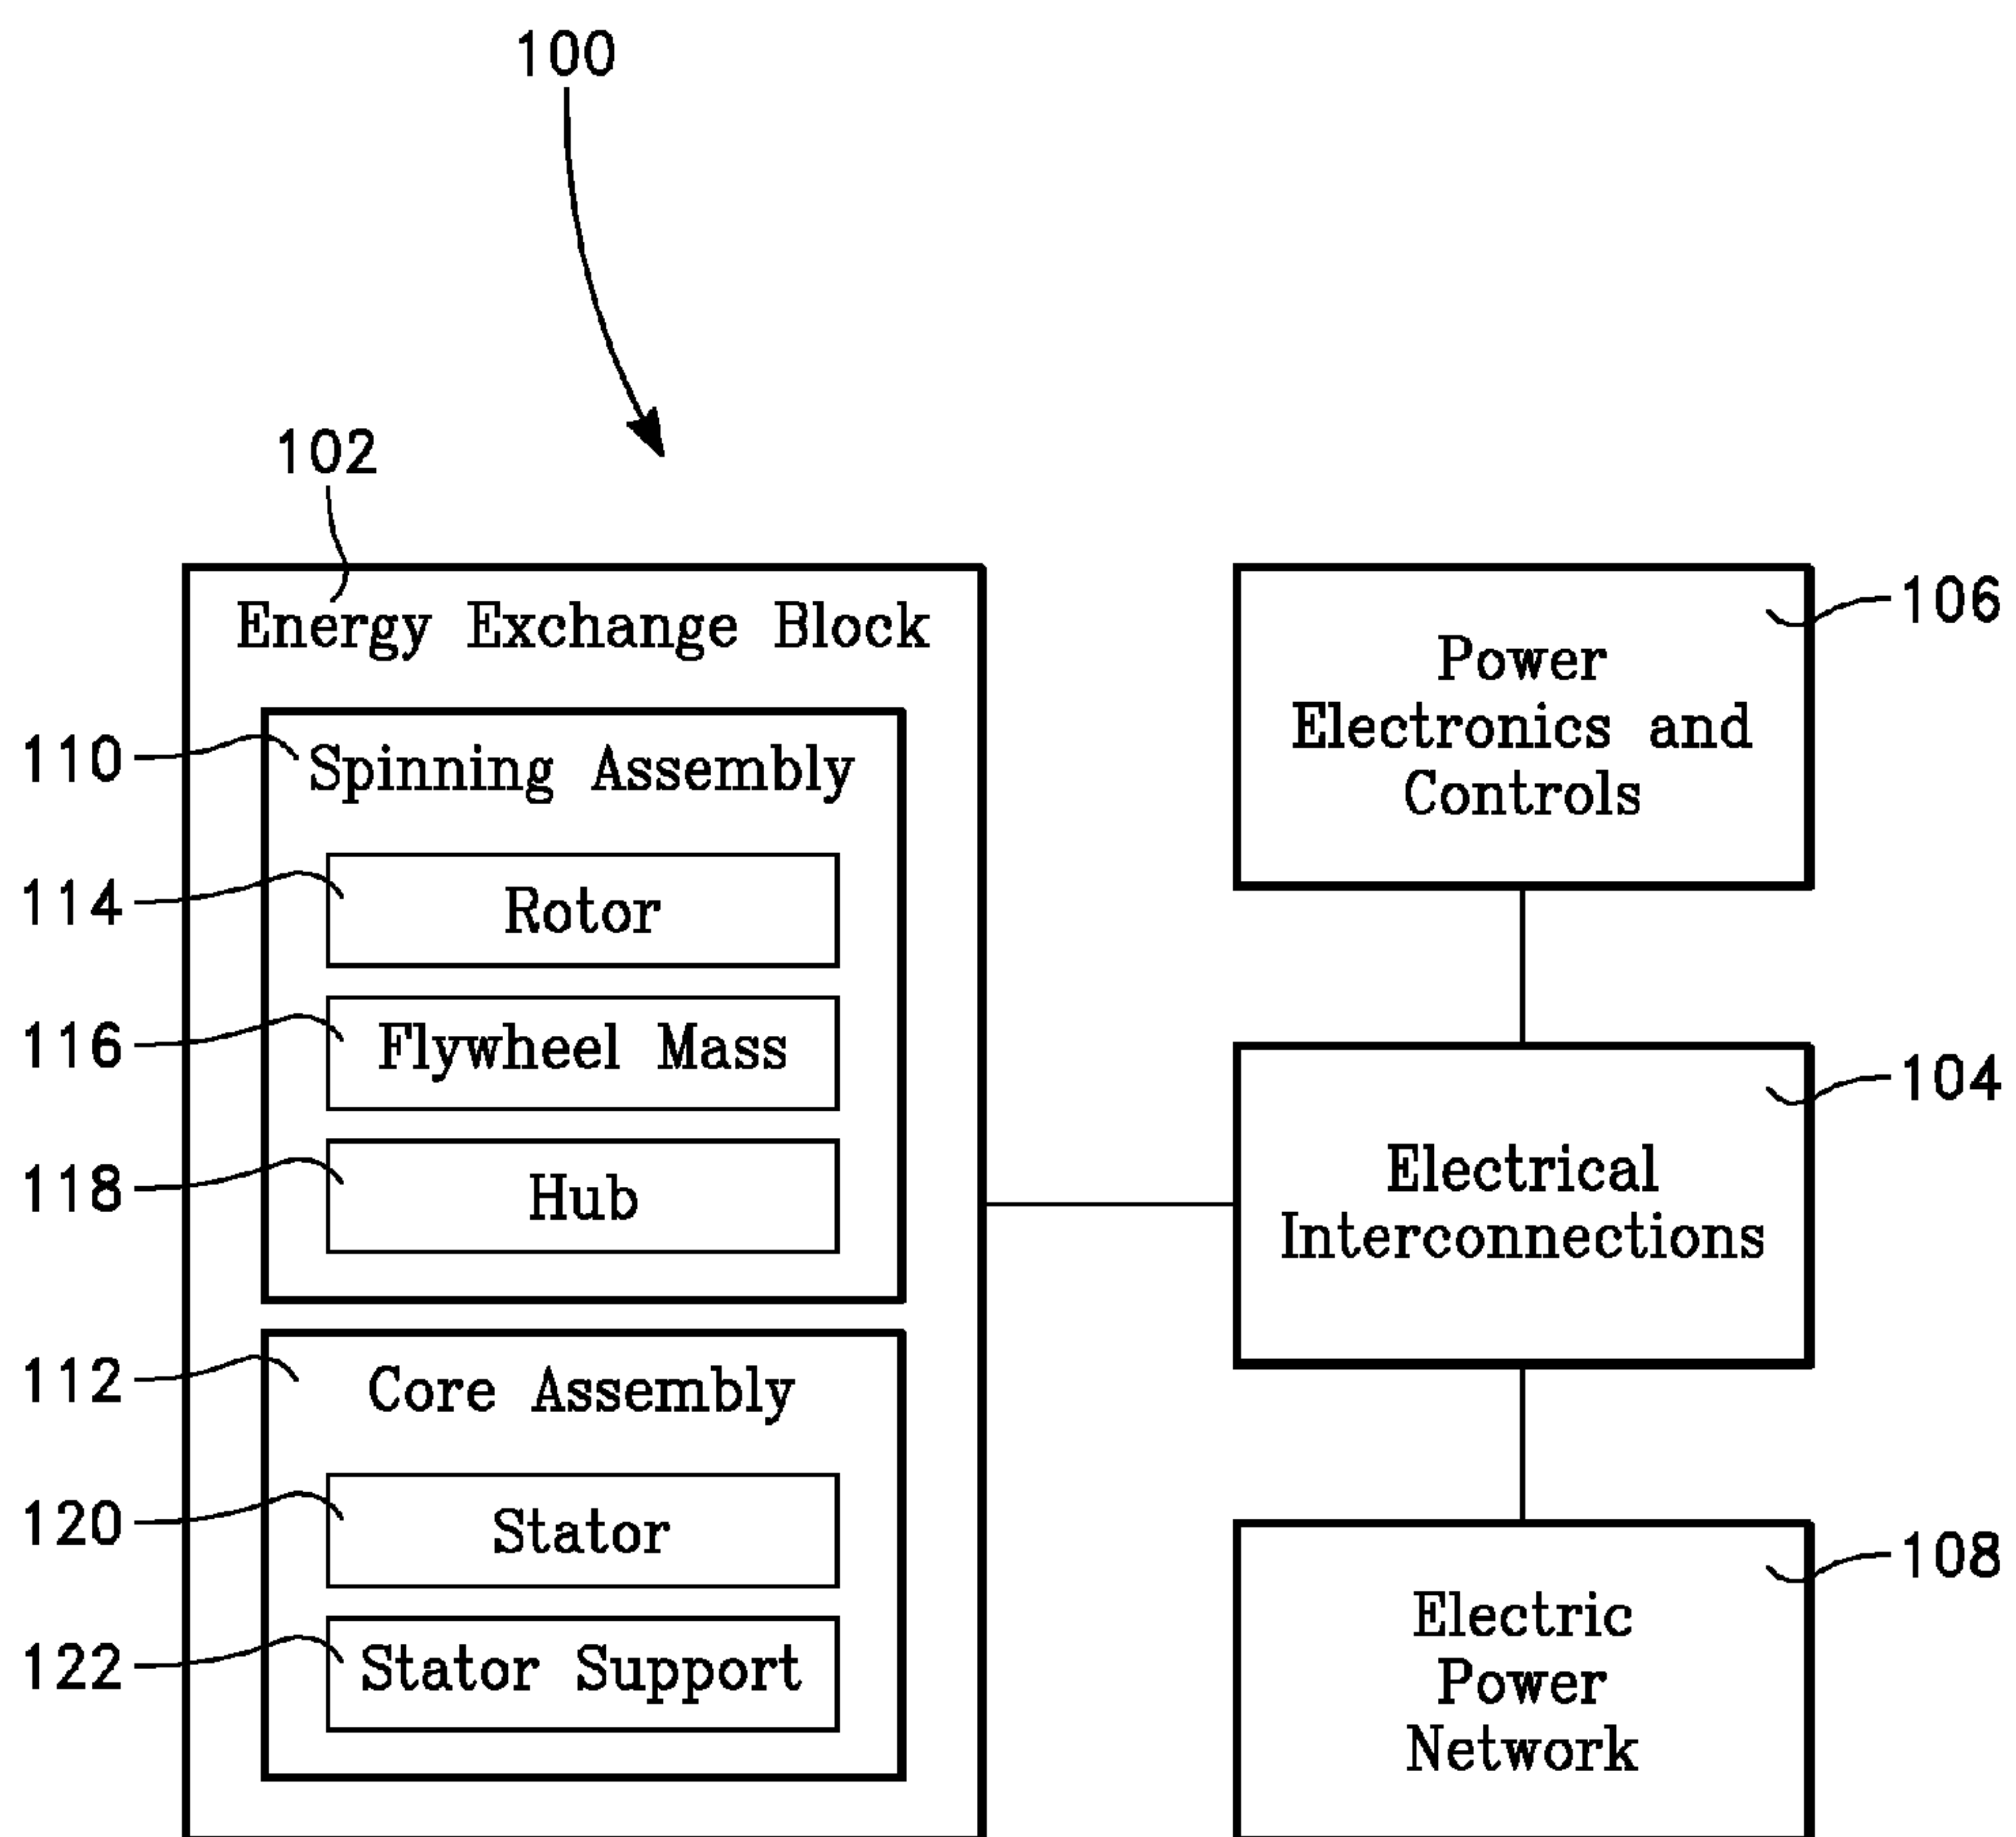 100
102
Energy Exchange Block
110
Spinning Assembly
114
Rotor
116
Flywheel Mass
118
Hub
112
Core Assembly
120
Stator
122
Stator Support
106
Power
Electronics and
Controls
104
Electrical
Interconnections
108
Electric
Power
Network